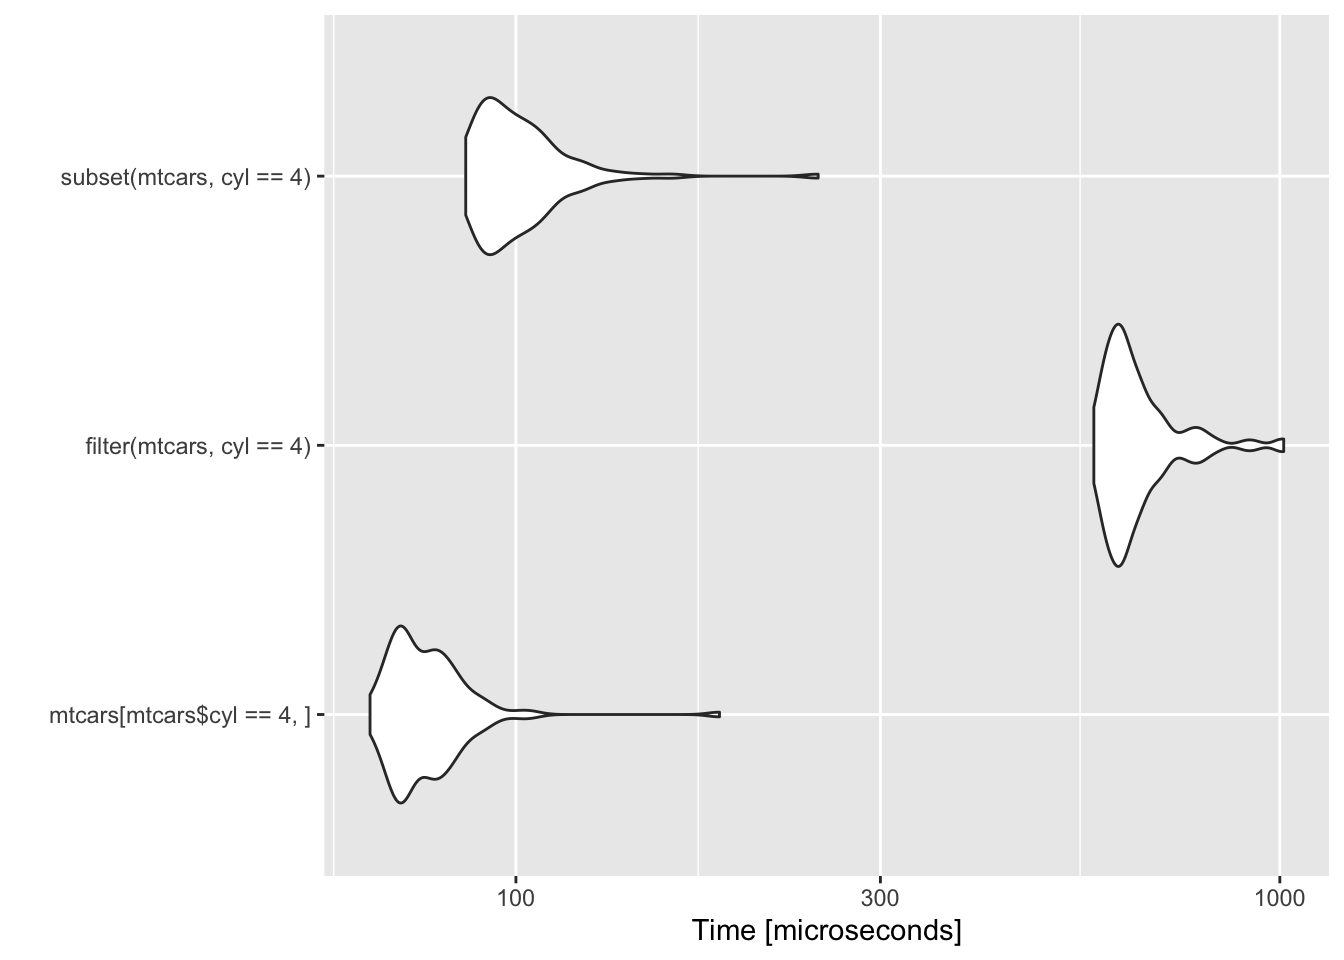 subset(mtcars, cyl == 4)
filter(mtcars, cyl == 4)
mtcars[mtcars$cyl == 4, ]
100 300 1000
Time [microseconds]